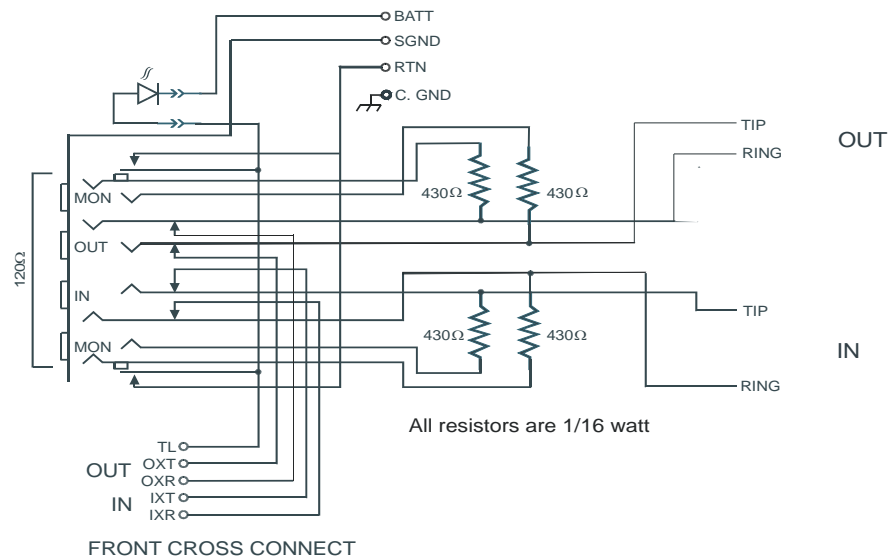 BATT
SGND
RTN
C. GND
TIP
OUT
RING
MON
430Ω
430Ω
OUT
120Ω
IN
TIP
430Ω
430Ω
MON
IN
RING
All resistors are 1/16 watt
TL
OUT
OXT
OXR
IN
IXT
IXR
FRONT CROSS CONNECT